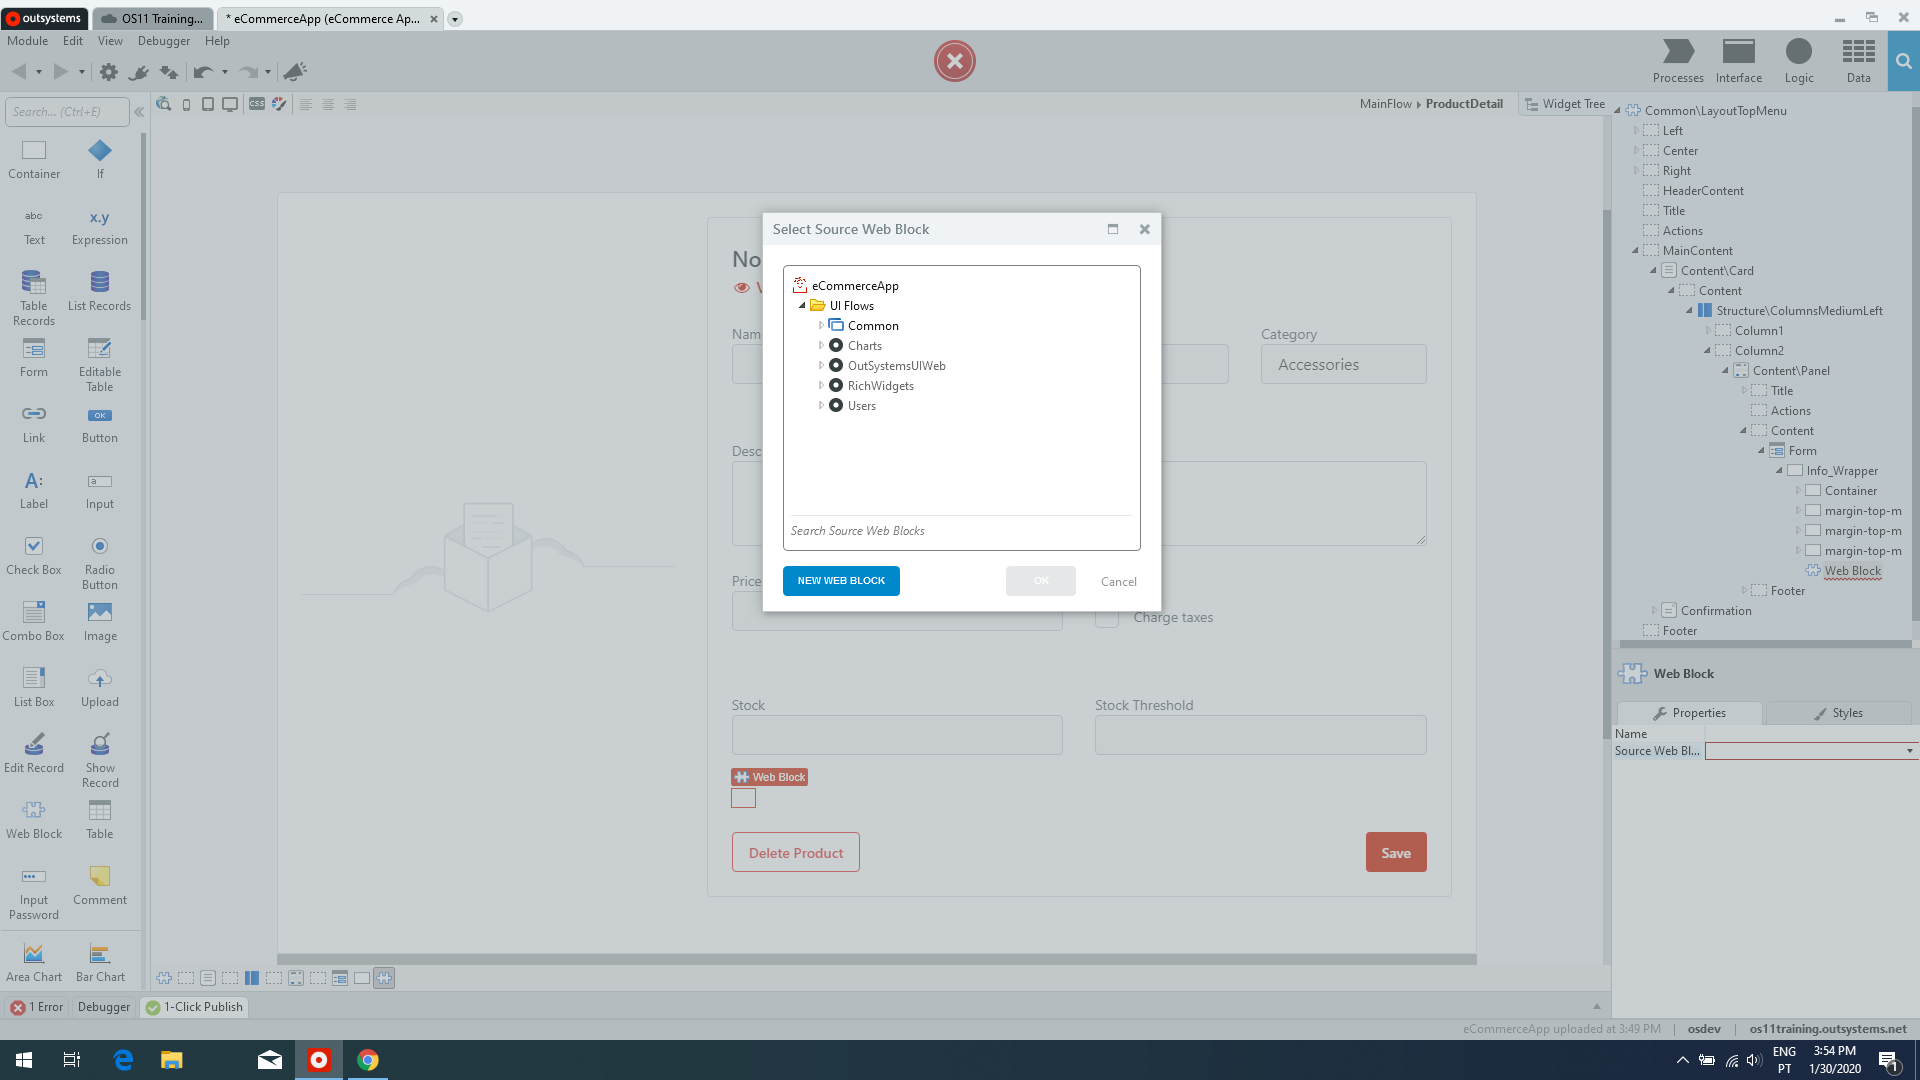 outsystems
OS11 Training...
* eCommerceApp (eCommerce Ap...
Module Edit View Debugger Help
Processes Interface Logic Data
Search... (Ctrl+E)
CSS
MainFlow ProductDetail
Widget Tree
Container
If
abc
Text
x.y
Expression
Table
Records
List Records
Form
Editable
Table
Link
OK
Button
A:
Label
a
Input
Check Box
Radio
Button
Combo Box
Image
List Box
Upload
Edit Record
Show
Record
Web Block
Table
Input
Password
Comment
Area Chart
Bar Chart
No
V
Nam
Category
Accessories
Desc
Price
Charge taxes
Stock
Stock Threshold
Web Block
Delete Product
Save
Select Source Web Block
eCommerceApp
UI Flows
Common
Charts
OutSystemsUIWeb
RichWidgets
Users
Search Source Web Blocks
NEW WEB BLOCK
OK
Cancel
Common\LayoutTopMenu
Left
Center
Right
HeaderContent
Title
Actions
MainContent
Content\Card
Content
Structure\ColumnsMediumLeft
Column1
Column2
Content\Panel
Title
Actions
Content
Form
Info_Wrapper
Container
margin-top-m
margin-top-m
margin-top-m
Web Block
Footer
Confirmation
Footer
Web Block
Properties
Styles
Name
Source Web Bl...
1 Error
Debugger
1-Click Publish
eCommerceApp uploaded at 3:49 PM
osdev
os11training.outsystems.net
ENG
PT
3:54 PM
1/30/2020
1